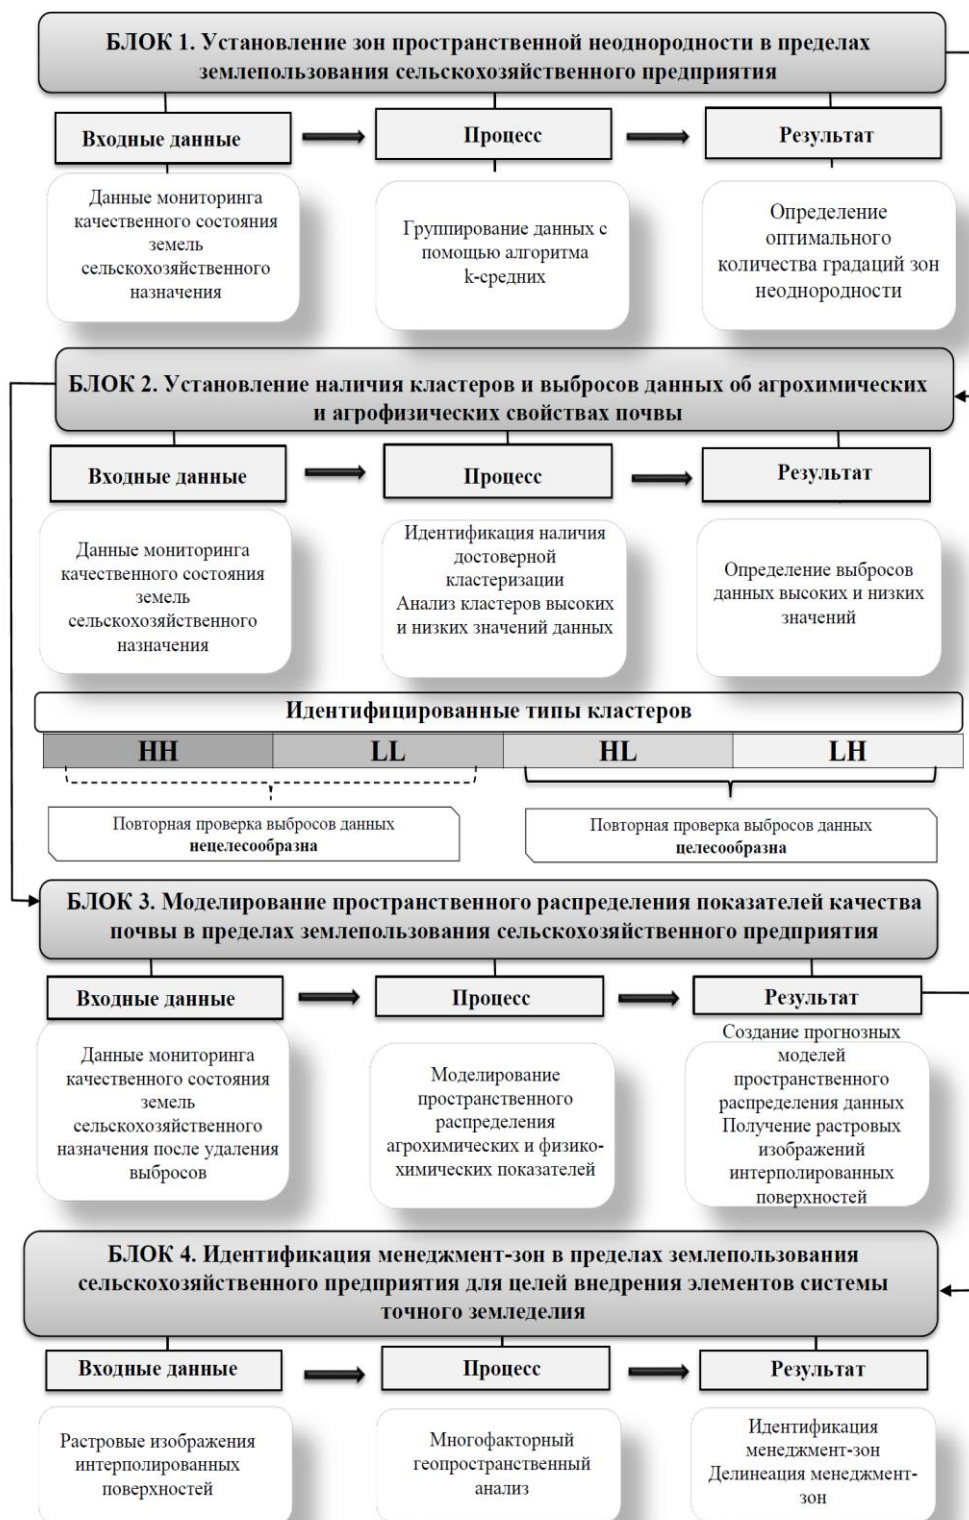 БЛОК 1. Установление зон пространственной неоднородности в пределах
землепользования сельскохозяйственного предприятия
Входные данные
Процесс
Результат
Данные мониторинга
качественного состояния
земель
сельскохозяйственного
назначения
Группирование данных с
помощью алгоритма
k-средних
Определение
оптимального
количества градаций зон
неоднородности
БЛОК 2. Установление наличия кластеров и выбросов данных об агрохимических
и агрофизических свойствах почвы
Входные данные
Процесс
Результат
Данные мониторинга
качественного состояния
земель
сельскохозяйственного
назначения
Идентификация наличия
достоверной
кластеризации
Анализ кластеров высоких
и низких значений данных
Определение выбросов
данных высоких и низких
значений
Идентифицированные типы кластеров
HH
LL
HL
LH
Повторная проверка выбросов данных
нецелесообразна
Повторная проверка выбросов данных
целесообразна
БЛОК 3. Моделирование пространственного распределения показателей качества
почвы в пределах землепользования сельскохозяйственного предприятия
Входные данные
Процесс
Результат
Данные мониторинга
качественного состояния
земель
сельскохозяйственного
назначения после удаления
выбросов
Моделирование
пространственного
распределения
агрохимических и физико-
химических показателей
Создание прогнозных
моделей
пространственного
распределения данных
Получение растровых
изображений
интерполированных
поверхностей
БЛОК 4. Идентификация менеджмент-зон в пределах землепользования
сельскохозяйственного предприятия для целей внедрения элементов системы
точного земледелия
Входные данные
Процесс
Результат
Растровые изображения
интерполированных
поверхностей
Многофакторный
геопространственный
анализ
Идентификация
менеджмент-зон
Делинеация менеджмент-
зон